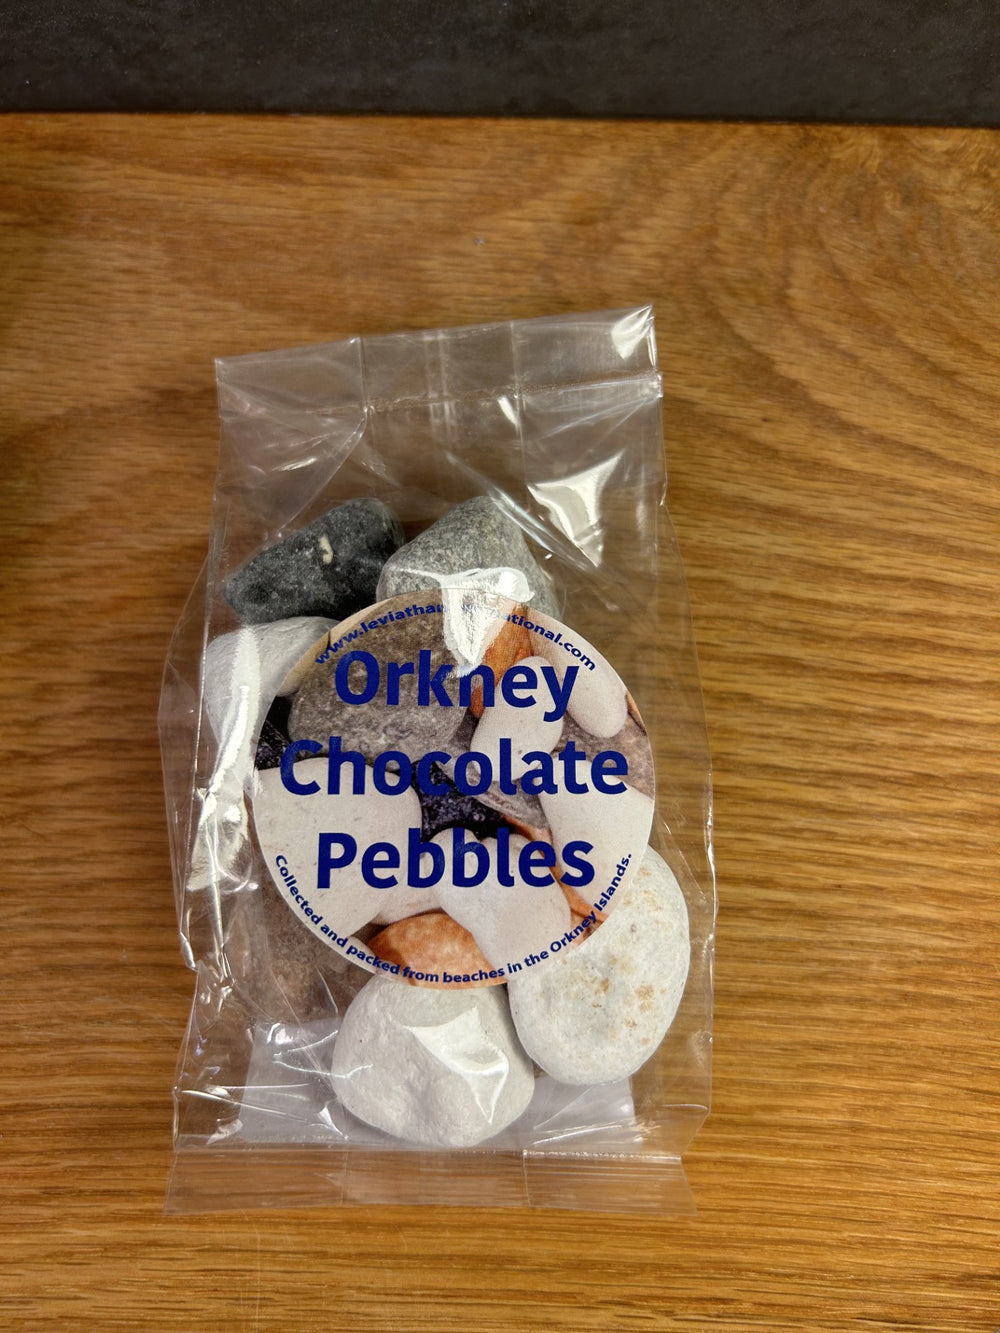 Orkney
Chocolate
Pebbles
Collected and packed from beaches in the Orkney Islands.